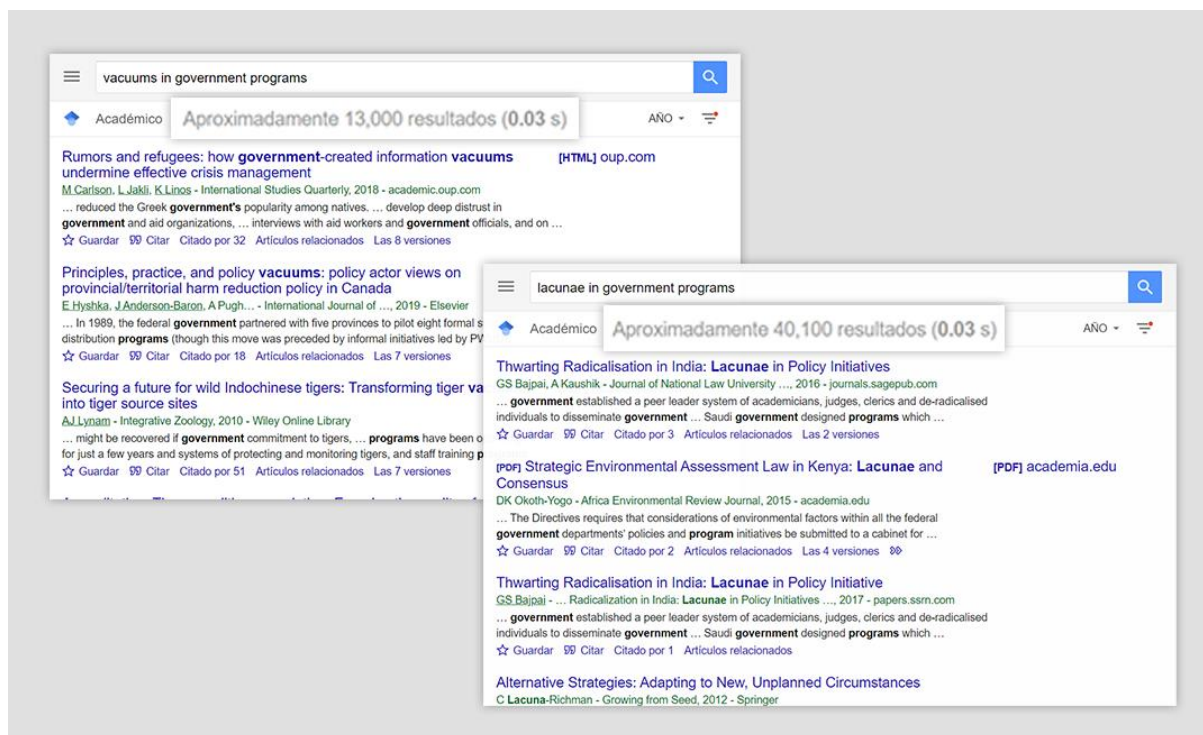 vacuums in government programs
Académico
Aproximadamente 13,000 resultados (0.03 s)
AÑO
Rumors and refugees: how government-created information vacuums
undermine effective crisis management
[HTML] oup.com
M Carlson, L Jakli, K Linos - International Studies Quarterly, 2018 - academic.oup.com
... reduced the Greek government's popularity among natives. ... develop deep distrust in
government and aid organizations, ... interviews with aid workers and government officials, and on ...
Guardar Citar Citado por 32 Artículos relacionados Las 8 versiones
Principles, practice, and policy vacuums: policy actor views on
provincial/territorial harm reduction policy in Canada
E Hyshka, J Anderson-Baron, A Pugh... - International Journal of ..., 2019 - Elsevier
... In 1989, the federal government partnered with five provinces to pilot eight formal s
distribution programs (though this move was preceded by informal initiatives led by PW
Guardar Citar Citado por 18 Artículos relacionados Las 7 versiones
Securing a future for wild Indochinese tigers: Transforming tiger va
into tiger source sites
AJ Lynam - Integrative Zoology, 2010 - Wiley Online Library
... might be recovered if government commitment to tigers, ... programs have been o
for just a few years and systems of protecting and monitoring tigers, and staff training p
Guardar Citar Citado por 51 Artículos relacionados Las 7 versiones
lacunae in government programs
Académico
Aproximadamente 40,100 resultados (0.03 s)
AÑO
Thwarting Radicalisation in India: Lacunae in Policy Initiatives
GS Bajpai, A Kaushik - Journal of National Law University ..., 2016 - journals.sagepub.com
... government established a peer leader system of academicians, judges, clerics and de-radicalised
individuals to disseminate government ... Saudi government designed programs which ...
Guardar Citar Citado por 3 Artículos relacionados Las 2 versiones
[PDF] Strategic Environmental Assessment Law in Kenya: Lacunae and
Consensus
[PDF] academia.edu
DK Okoth-Yogo - Africa Environmental Review Journal, 2015 - academia.edu
... The Directives requires that considerations of environmental factors within all the federal
government departments' policies and program initiatives be submitted to a cabinet for ...
Guardar Citar Citado por 2 Artículos relacionados Las 4 versiones
Thwarting Radicalisation in India: Lacunae in Policy Initiative
GS Bajpai - ... Radicalization in India: Lacunae in Policy Initiatives ..., 2017 - papers.ssrn.com
... government established a peer leader system of academicians, judges, clerics and de-radicalised
individuals to disseminate government ... Saudi government designed programs which ...
Guardar Citar Citado por 1 Artículos relacionados
Alternative Strategies: Adapting to New, Unplanned Circumstances
C Lacuna-Richman - Growing from Seed, 2012 - Springer